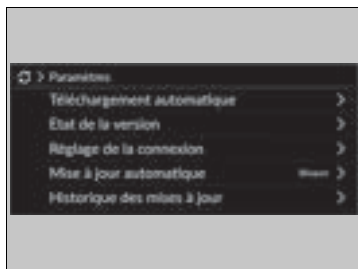 > Paramètres
Téléchargement automatique >
Etat de la version >
Réglage de la connexion >
Mise à jour automatique >
Historique des mises à jour >